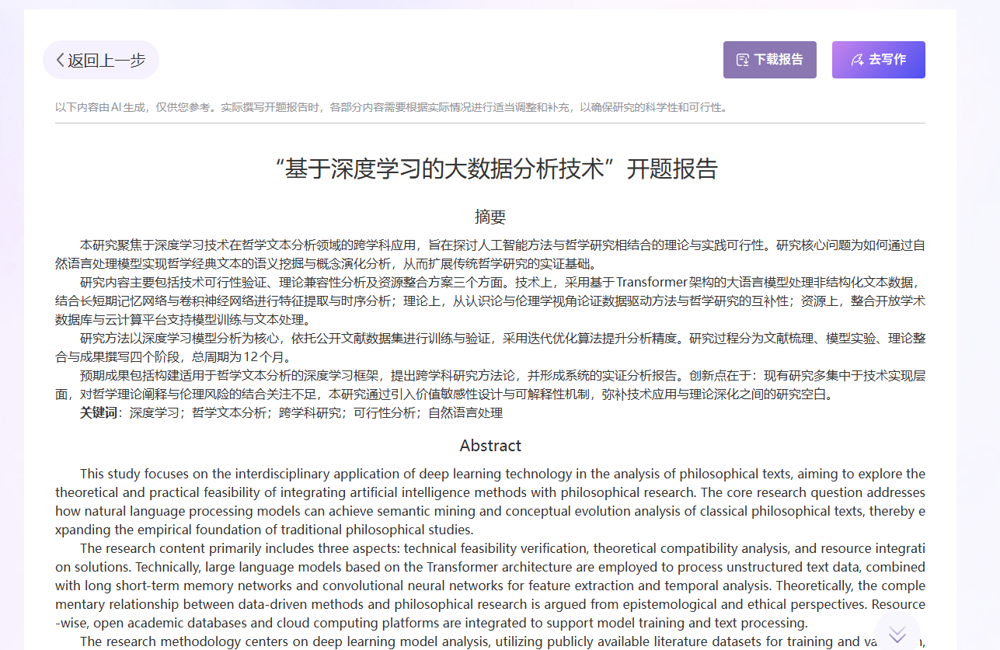 返回上一步
下载报告
去写作
以下内容由AI生成，仅供您参考。实际撰写开题报告时，各部分内容需要根据实际情况进行适当调整和补充，以确保研究的科学性和可行性。
“基于深度学习的大数据分析技术”开题报告
摘要
本研究聚焦于深度学习技术在哲学文本分析领域的跨学科应用，旨在探讨人工智能方法与哲学研究相结合的理论与实践可行性。研究核心问题为如何通过自
然语言处理模型实现哲学经典文本的语义挖掘与概念演化分析，从而扩展传统哲学研究的实证基础。
研究内容主要包括技术可行性验证、理论兼容性分析及资源整合方案三个方面。技术上，采用基于Transformer架构的大语言模型处理非结构化文本数据，
结合长短期记忆网络与卷积神经网络进行特征提取与时序分析；理论上，从认识论与伦理学视角论证数据驱动方法与哲学研究的互补性；资源上，整合开放学术
数据库与云计算平台支持模型训练与文本处理。
研究方法以深度学习模型分析为核心，依托公开文献数据集进行训练与验证，采用迭代优化算法提升分析精度。研究过程分为文献梳理、模型实验、理论整
合与成果撰写四个阶段，总周期为12个月。
预期成果包括构建适用于哲学文本分析的深度学习框架，提出跨学科研究方法论，并形成系统的实证分析报告。创新点在于：现有研究多集中于技术实现层
面，对哲学理论阐释与伦理风险的结合关注不足，本研究通过引入价值敏感性设计与可解释性机制，弥补技术应用与理论深化之间的研究空白。
关键词：深度学习；哲学文本分析；跨学科研究；可行性分析；自然语言处理
Abstract
This study focuses on the interdisciplinary application of deep learning technology in the analysis of philosophical texts, aiming to explore the
theoretical and practical feasibility of integrating artificial intelligence methods with philosophical research. The core research question addresses
how natural language processing models can achieve semantic mining and conceptual evolution analysis of classical philosophical texts, thereby e
xpanding the empirical foundation of traditional philosophical studies.
The research content primarily includes three aspects: technical feasibility verification, theoretical compatibility analysis, and resource integrati
on solutions. Technically, large language models based on the Transformer architecture are employed to process unstructured text data, combined
with long short-term memory networks and convolutional neural networks for feature extraction and temporal analysis. Theoretically, the comple
mentary relationship between data-driven methods and philosophical research is argued from epistemological and ethical perspectives. Resource
-wise, open academic databases and cloud computing platforms are integrated to support model training and text processing.
The research methodology centers on deep learning model analysis, utilizing publicly available literature datasets for training and